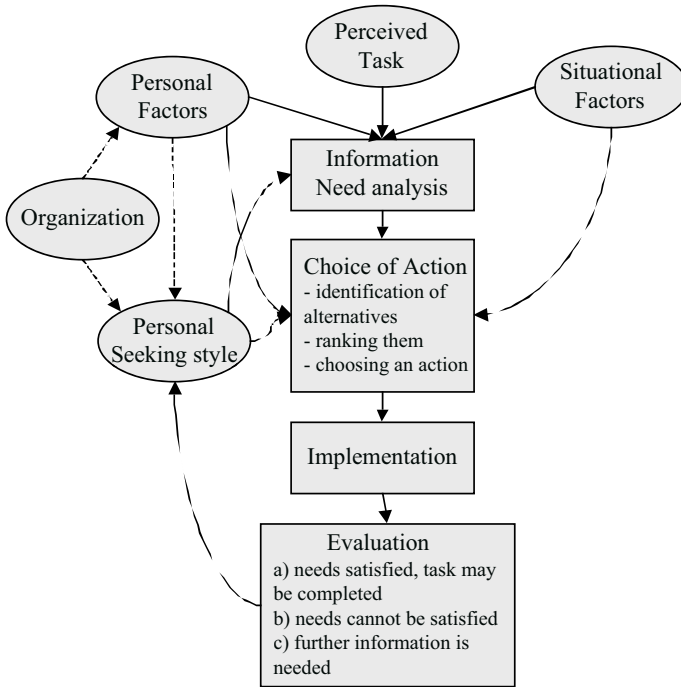 Perceived
Task
Personal
Factors
Situational
Factors
Information
Need analysis
Organization
Choice of Action
- identification of
alternatives
- ranking them
- choosing an action
Personal
Seeking style
Implementation
Evaluation
a) needs satisfied, task may
be completed
b) needs cannot be satisfied
c) further information is
needed